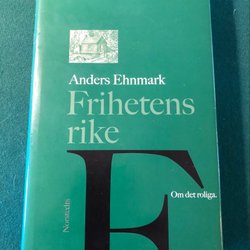 Anders Ehnmark
Frihetens
rike
Om det roliga.
F
Norstedts